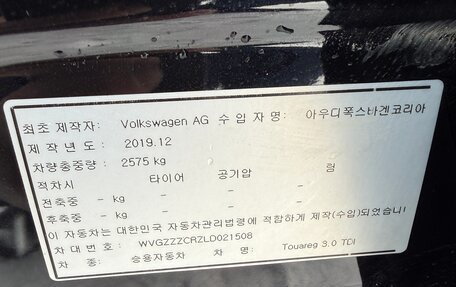 최초 제작자: Volkswagen AG 수 입 자 명: 아우디폭스바겐코리아
제 작 년 도: 2019.12
차량총중량: 2575 kg
적차시 타이어 공기압 림
전축중 - kg - -
후축중 - kg - -
이 자동차는 대한민국 자동차관리법령에 적합하게 제작(수입)되었습니
차 대 번 호: WVGZZZCRZLD021508
차 종: 승용자동차 차 명: Touareg 3.0 TDI